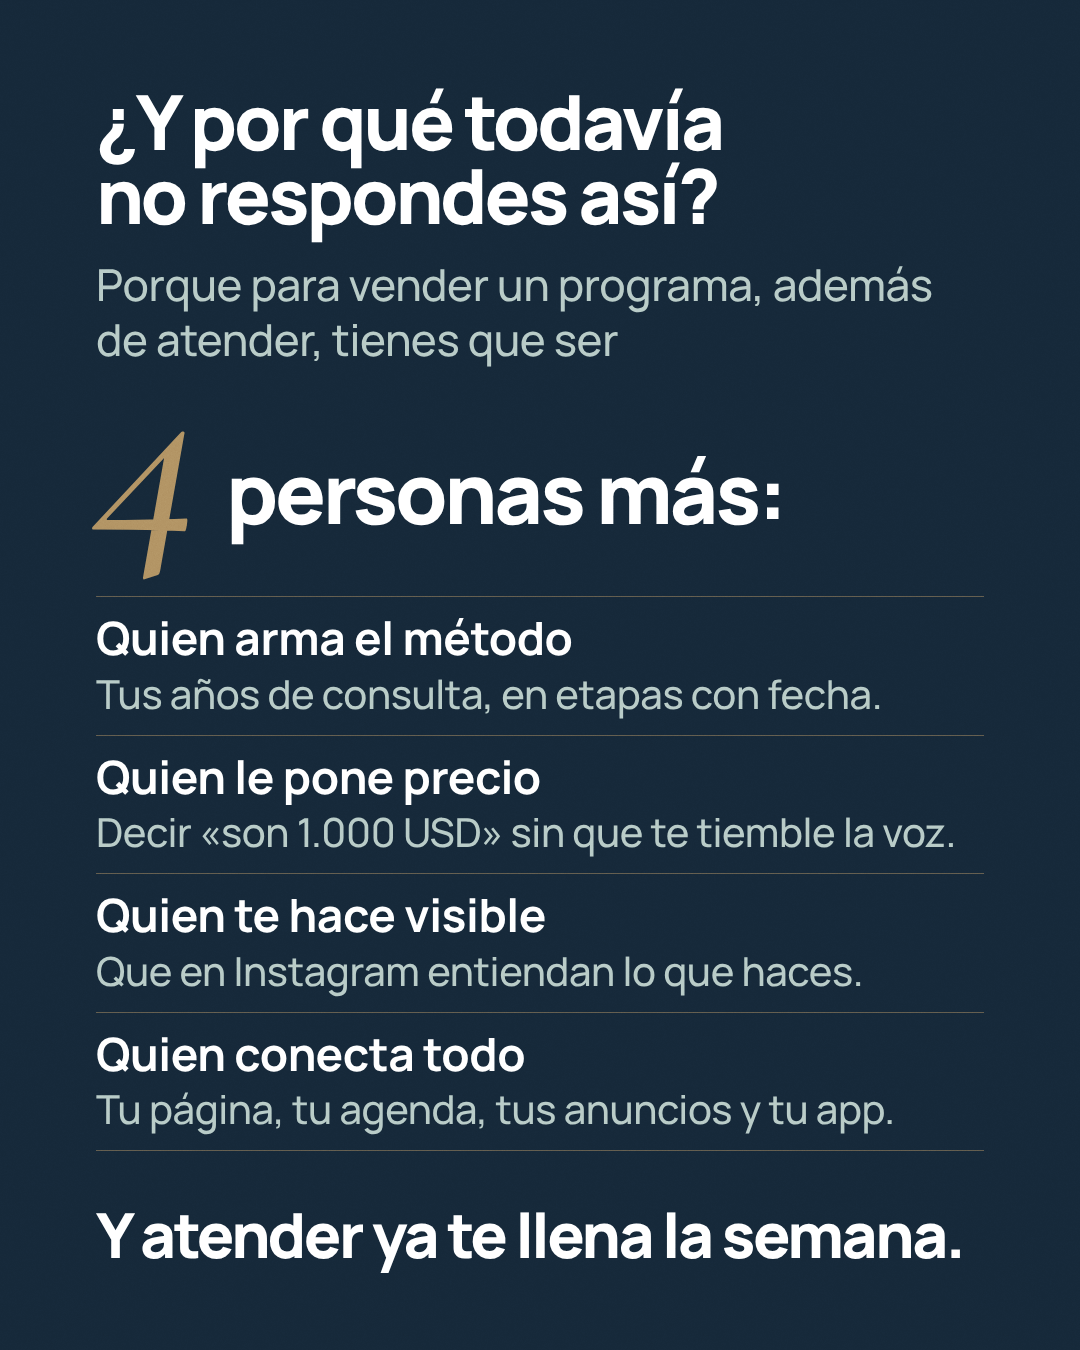 ¿Y por qué todavía
no respondes así?
Porque para vender un programa, además
de atender, tienes que ser
4 personas más:
Quien arma el método
Tus años de consulta, en etapas con fecha.
Quien le pone precio
Decir «son 1.000 USD» sin que te tiemble la voz.
Quien te hace visible
Que en Instagram entiendan lo que haces.
Quien conecta todo
Tu página, tu agenda, tus anuncios y tu app.
Y atender ya te llena la semana.